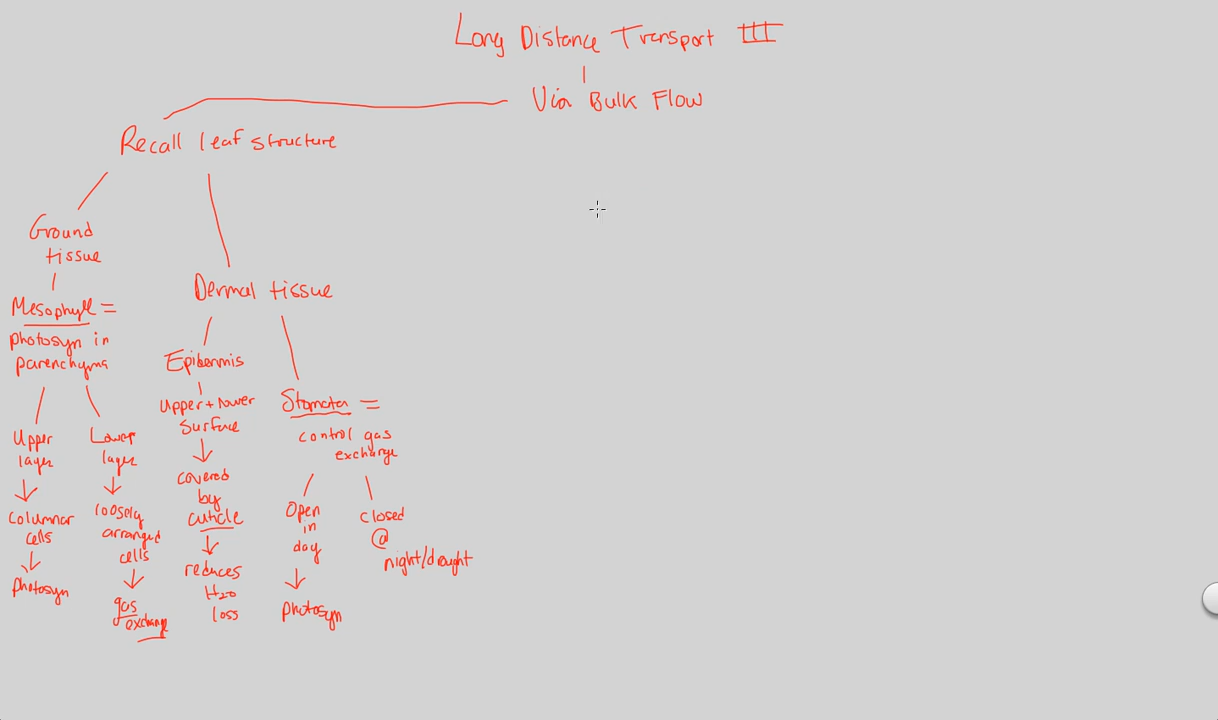 Long Distance Transport III
Via Bulk Flow
Recall leaf structure
Ground
tissue
Mesophyll =
photosyn in
parenchyma
Upper
layer
columnar
cells
photosyn
Lower
layer
loosely
arranged
cells
gas
exchange
Dermal tissue
Epidermis
Upper + lower
surface
covered
by
cuticle
reduces
H2O
loss
Stomata =
control gas
exchange
Open
in
day
photosyn
closed
@
night/drought